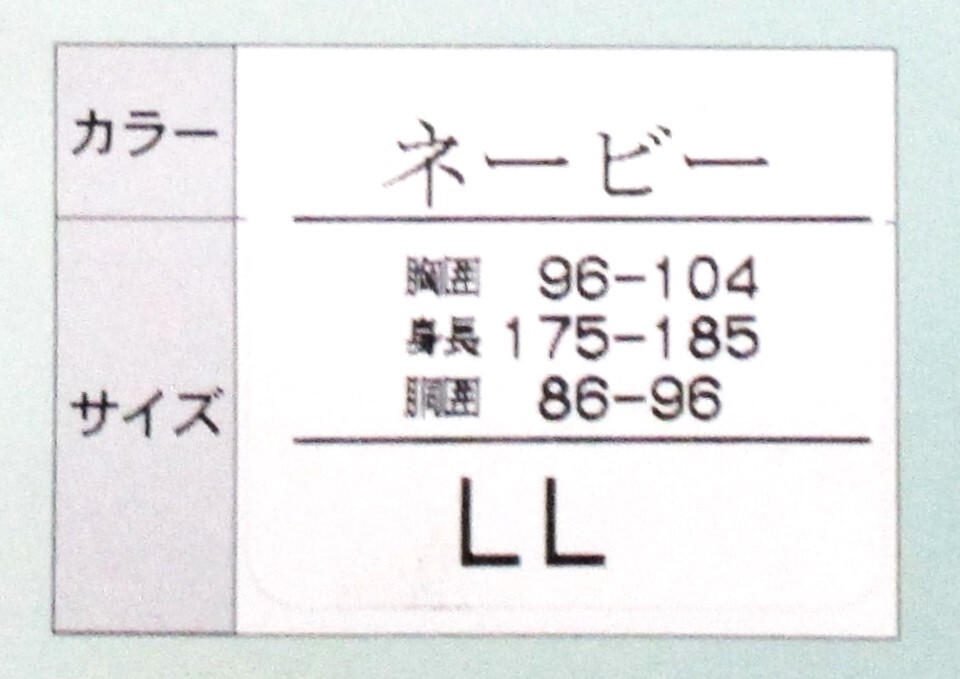 カラー
ネービー
サイズ
胸囲 96-104
身長 175-185
胴囲 86-96
LL